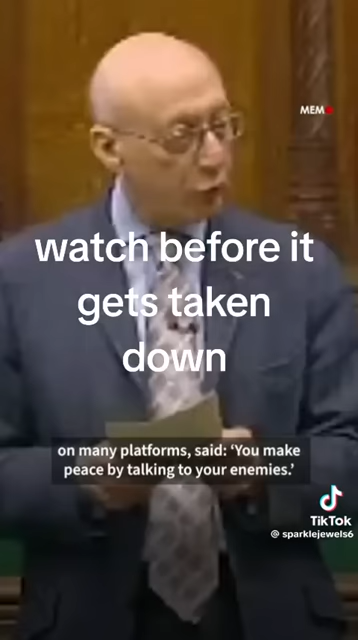 MEMO
watch before it
gets taken
down
on many platforms, said: ‘You make
peace by talking to your enemies.’
TikTok
@ sparklejewels6